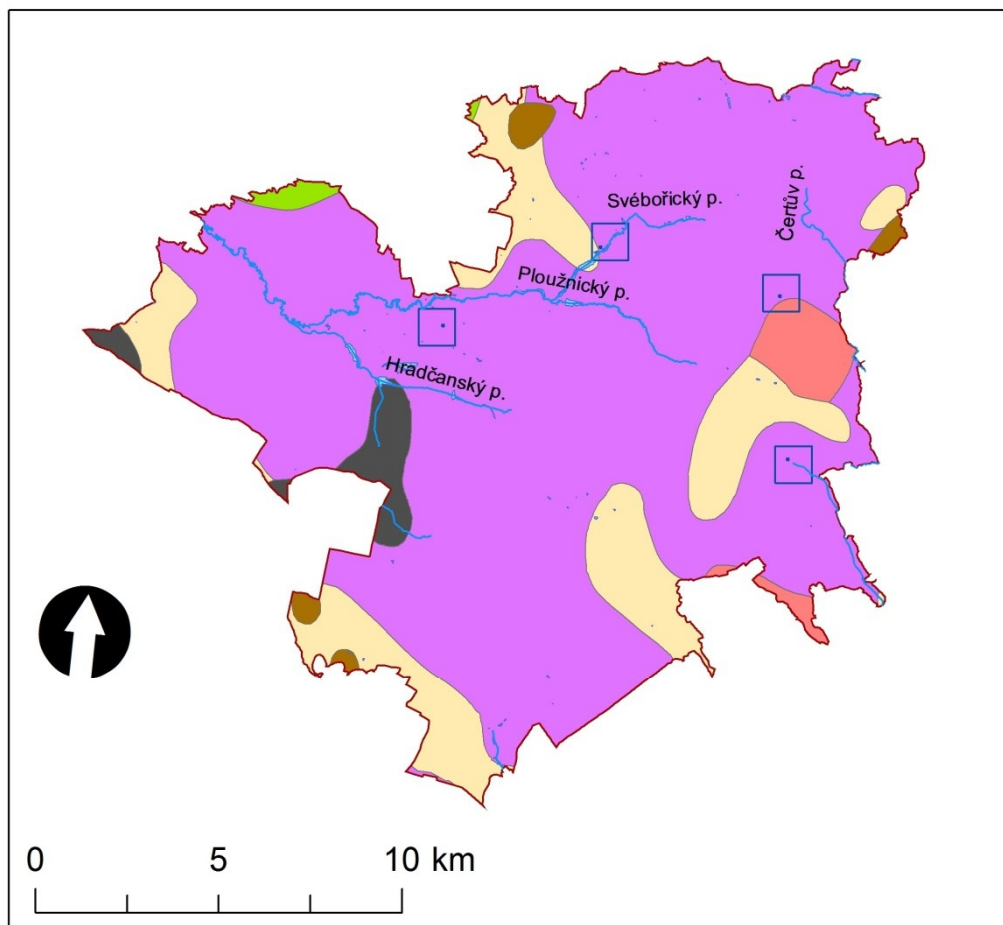 Svébořický p.
Čertův p.
Ploužnický p.
Hradčanský p.
0 5 10 km